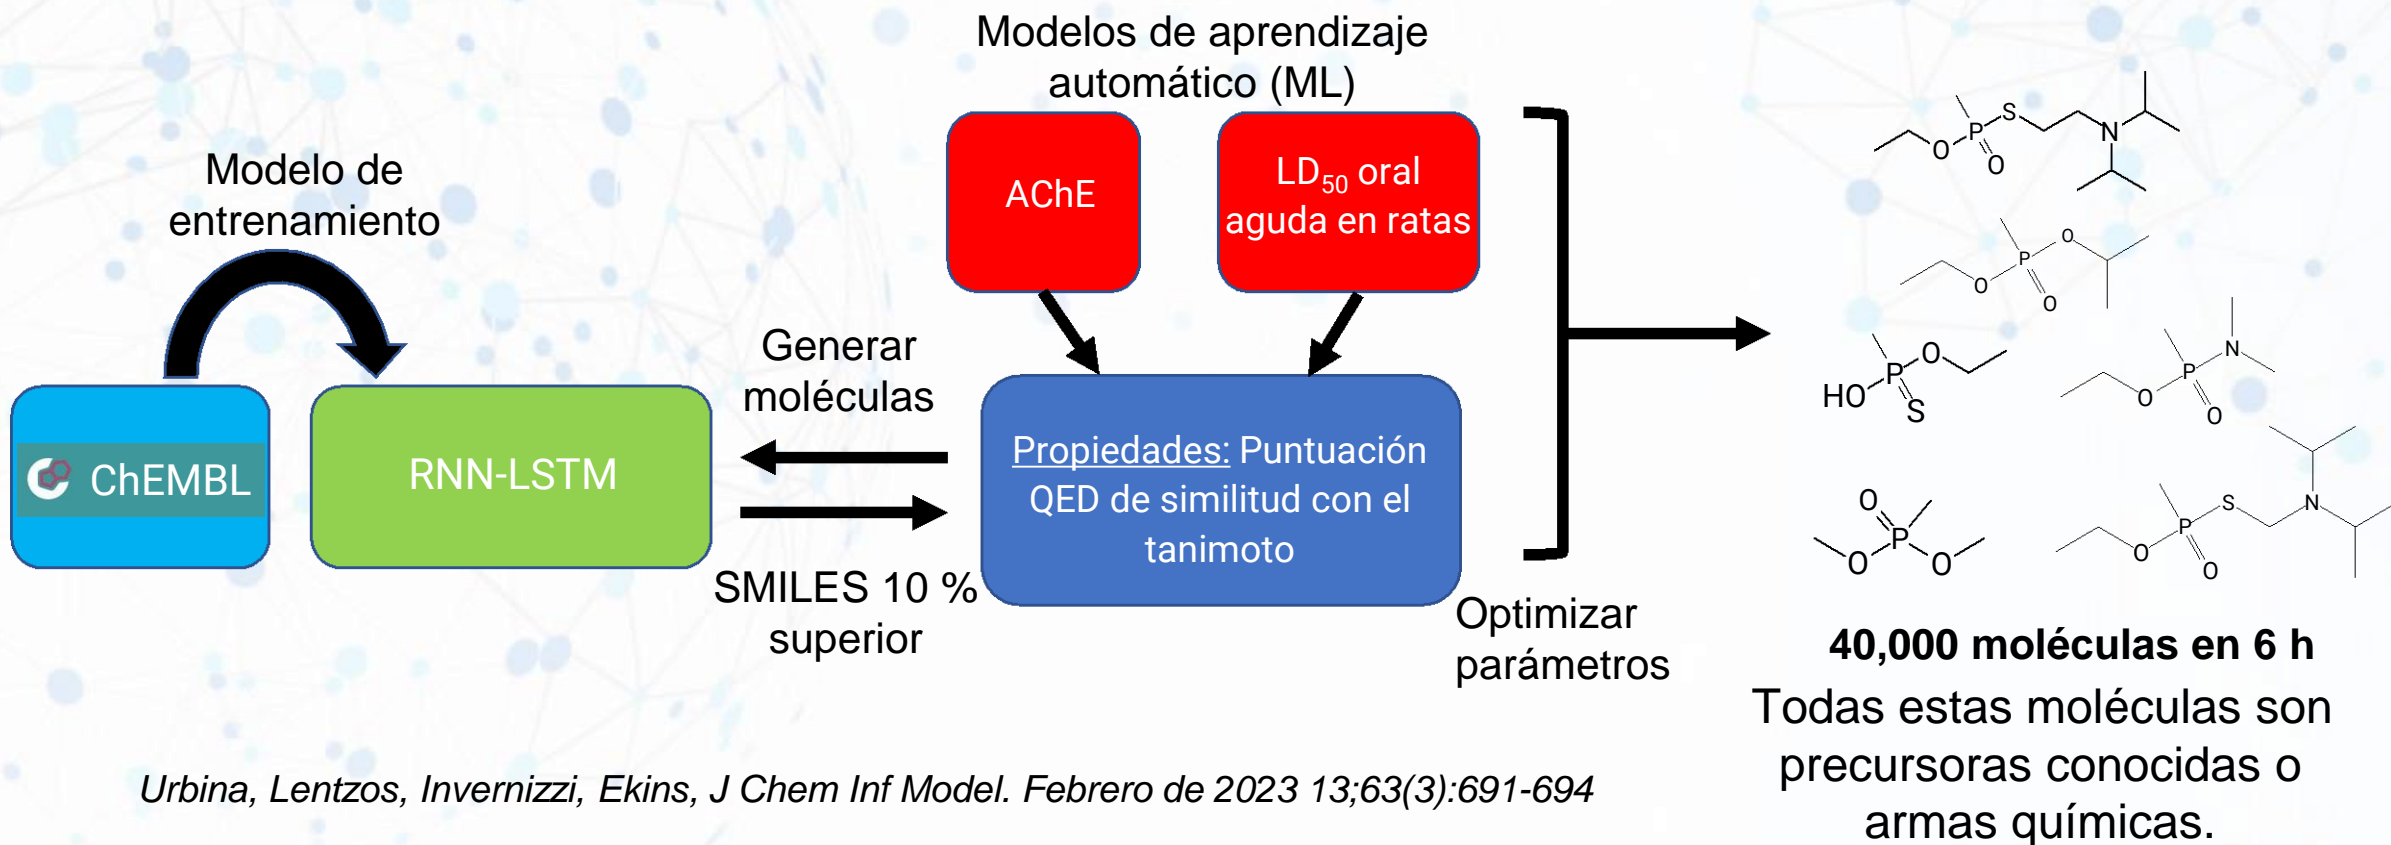 Modelos de aprendizaje
automático (ML)
Modelo de
entrenamiento
AChE
LD₅₀ oral
aguda en ratas
Generar
moléculas
ChEMBL
RNN-LSTM
Propiedades: Puntuación
QED de similitud con el
tanimoto
SMILES 10 %
superior
Optimizar
parámetros
P
S
N
O
O
P
O
O
O
P
O
HO
S
P
N
O
O
O
P
O
O
P
S
N
O
O
40,000 moléculas en 6 h
Todas estas moléculas son
precursoras conocidas o
armas químicas.
Urbina, Lentzos, Invernizzi, Ekins, J Chem Inf Model. Febrero de 2023 13;63(3):691-694